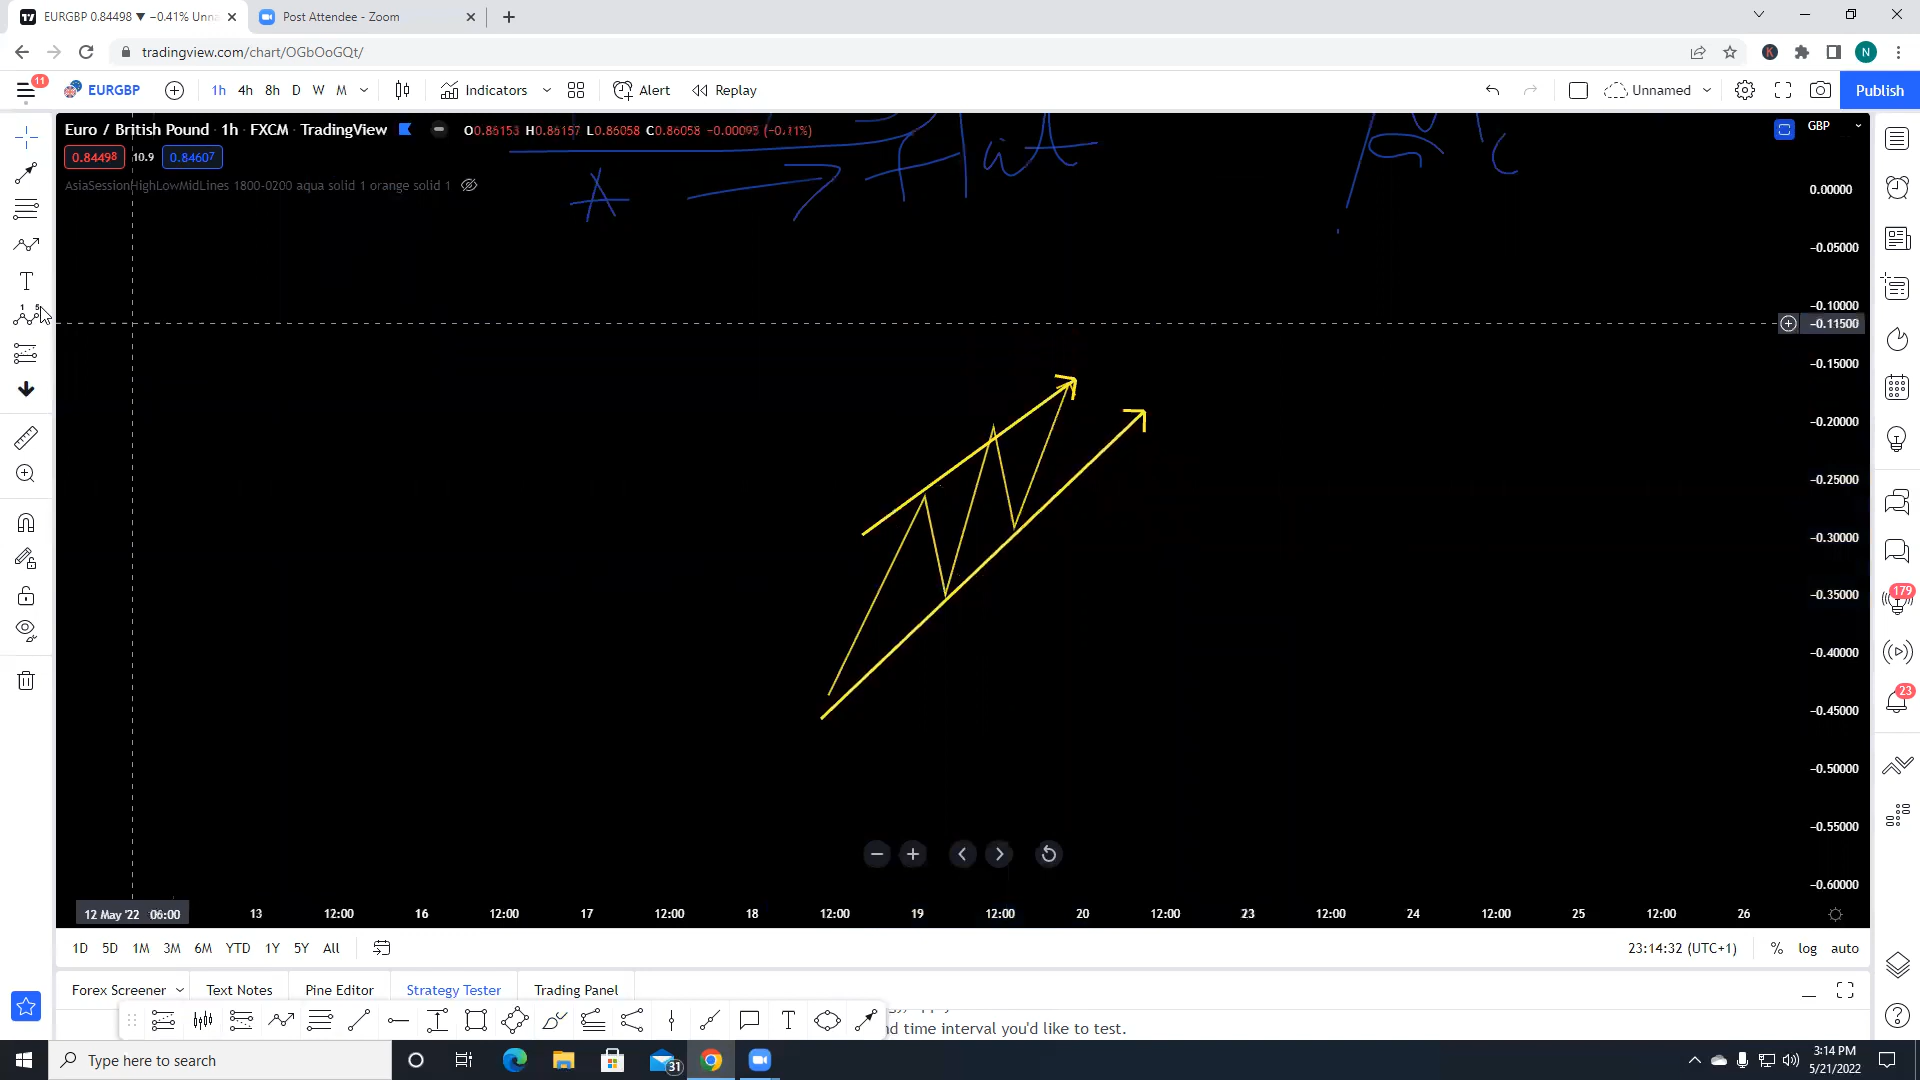 EURGBP 0.84498 ▼ −0.41% Unna
Post Attendee - Zoom
tradingview.com/chart/OGbOoGQt/
N
11
EURGBP
1h 4h 8h D W M
Indicators
Alert
Replay
Unnamed
Publish
Euro / British Pound · 1h · FXCM · TradingView
O0.86153 H0.86157 L0.86058 C0.86058 −0.00093 (−0.11%)
GBP
0.84498 10.9 0.84607
AsiaSessionHighLowMidLines 1800-0200 aqua solid 1 orange solid 1
A → Flat
0.00000
−0.05000
−0.10000
−0.11500
−0.15000
−0.20000
−0.25000
−0.30000
−0.35000
−0.40000
−0.45000
−0.50000
−0.55000
−0.60000
179
23
12 May '22 06:00 13 12:00 16 12:00 17 12:00 18 12:00 19 12:00 20 12:00 23 12:00 24 12:00 25 12:00 26
1D 5D 1M 3M 6M YTD 1Y 5Y All
23:14:32 (UTC+1) % log auto
Forex Screener Text Notes Pine Editor Strategy Tester Trading Panel
nd time interval you'd like to test.
Type here to search
31
3:14 PM
5/21/2022